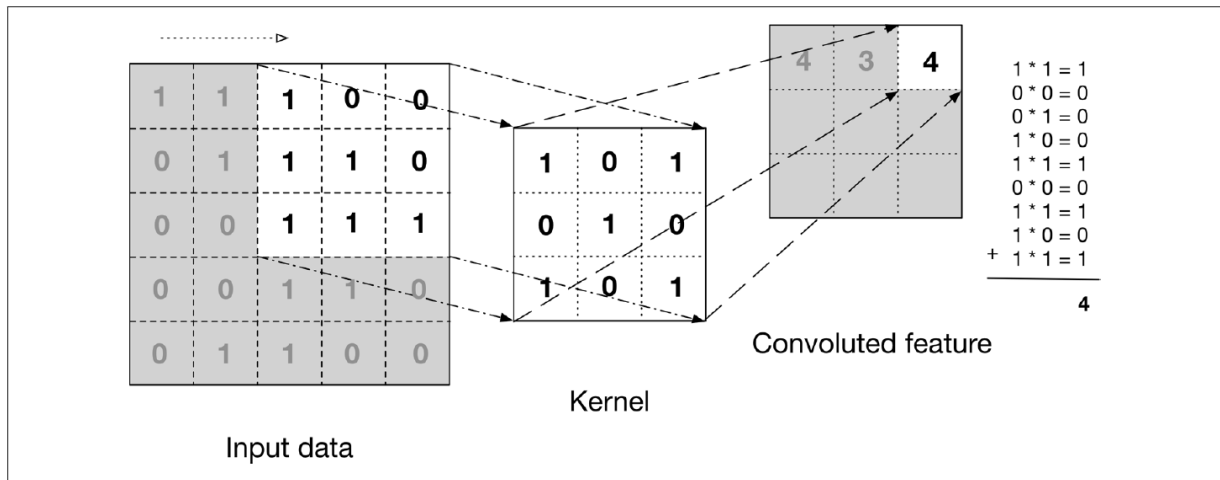 1 1 1 0 0
0 1 1 1 0
0 0 1 1 1
0 0 1 1 0
0 1 1 0 0
Input data
1 0 1
0 1 0
1 0 1
Kernel
4 3 4
Convoluted feature
1 * 1 = 1
0 * 0 = 0
0 * 1 = 0
1 * 0 = 0
1 * 1 = 1
0 * 0 = 0
1 * 1 = 1
1 * 0 = 0
+ 1 * 1 = 1
4